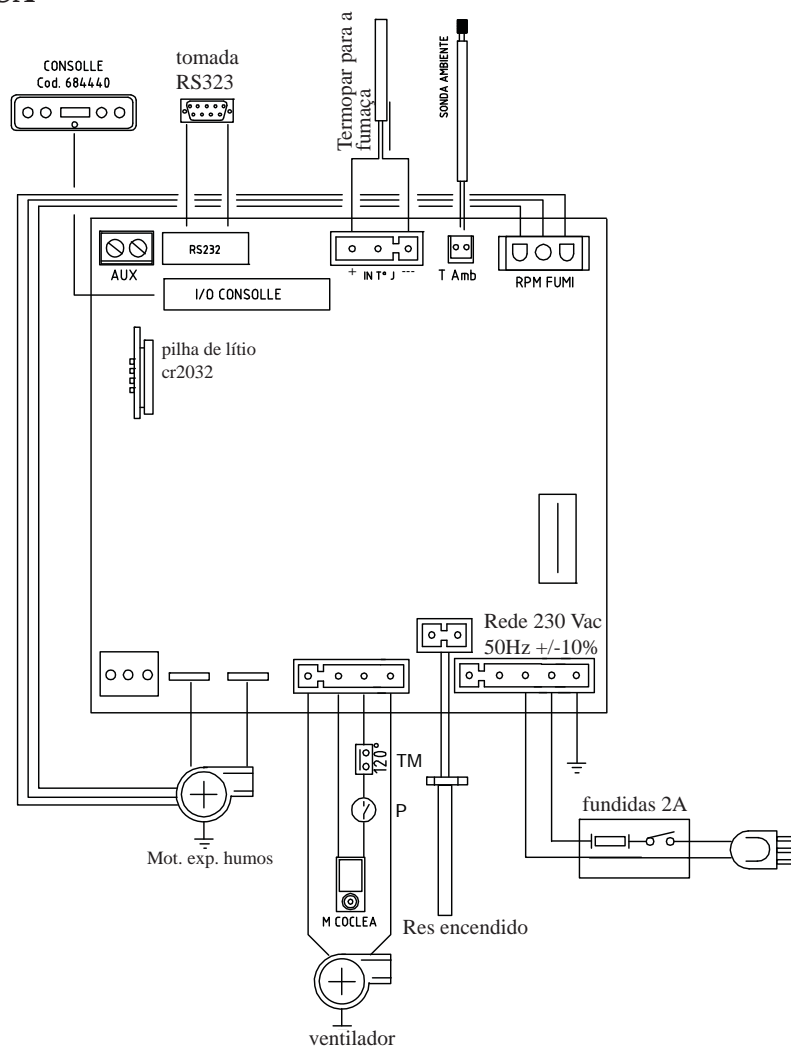 CONSOLLE
Cod. 684440
tomada
RS323
Termopar para a
fumaça
SONDA AMBIENTE
AUX
RS232
+ IN Tª J ---
T Amb
RPM FUMI
I/O CONSOLLE
pilha de lítio
cr2032
Rede 230 Vac
50Hz +/-10%
120°
TM
P
fundidas 2A
Mot. exp. humos
M COCLEA
Res encendido
ventilador